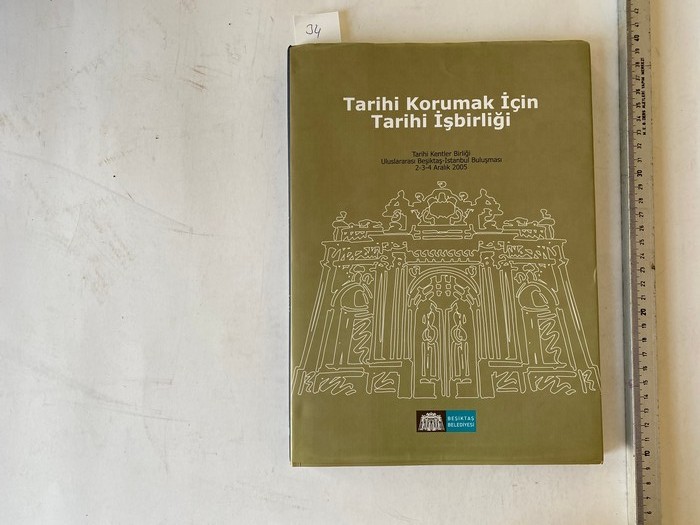 34
Tarihi Korumak İçin
Tarihi İşbirliği
Tarihi Kentler Birliği
Uluslararası Beşiktaş-İstanbul Buluşması
2-3-4 Aralık 2005
BEŞİKTAŞ
BELEDİYESİ